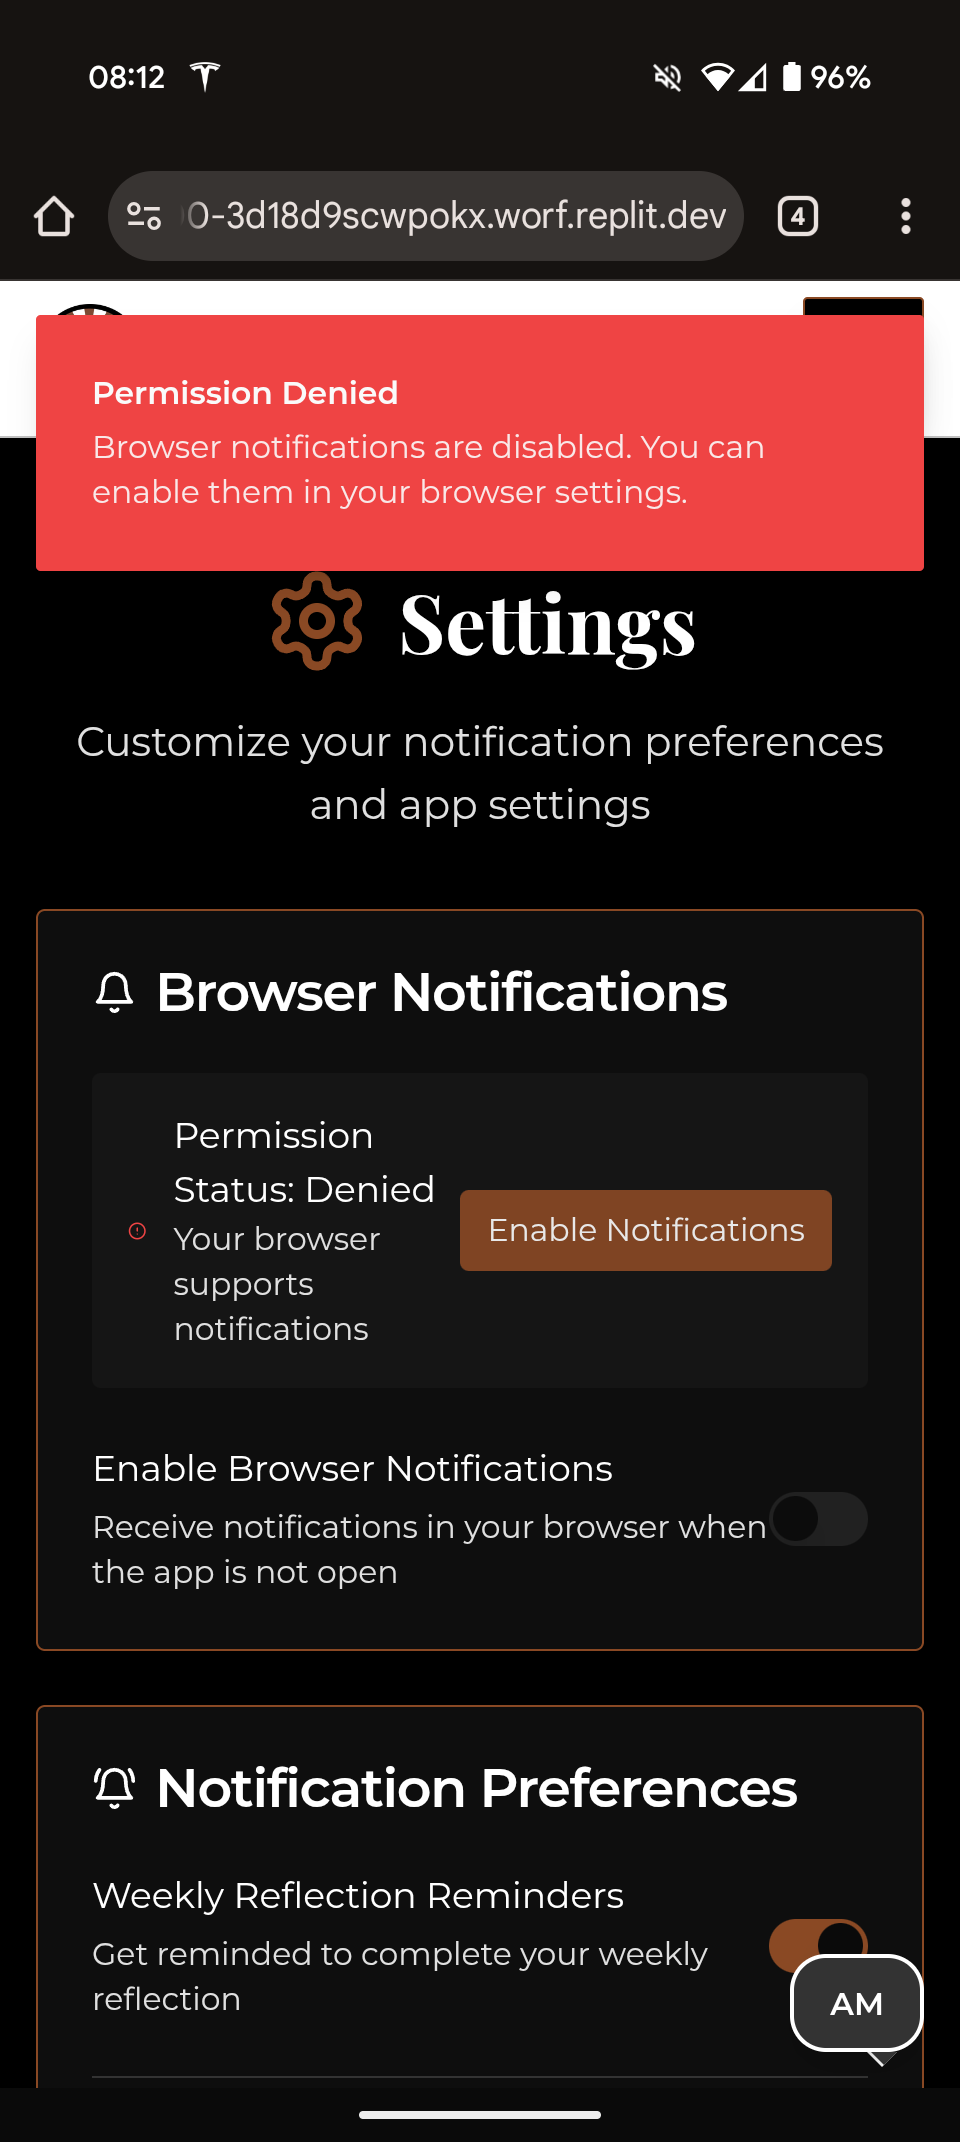 08:12
96%
0-3d18d9scwpokx.worf.replit.dev
4
Permission Denied
Browser notifications are disabled. You can
enable them in your browser settings.
Settings
Customize your notification preferences
and app settings
Browser Notifications
Permission
Status: Denied
Your browser
supports
notifications
Enable Notifications
Enable Browser Notifications
Receive notifications in your browser when
the app is not open
Notification Preferences
Weekly Reflection Reminders
Get reminded to complete your weekly
reflection
AM